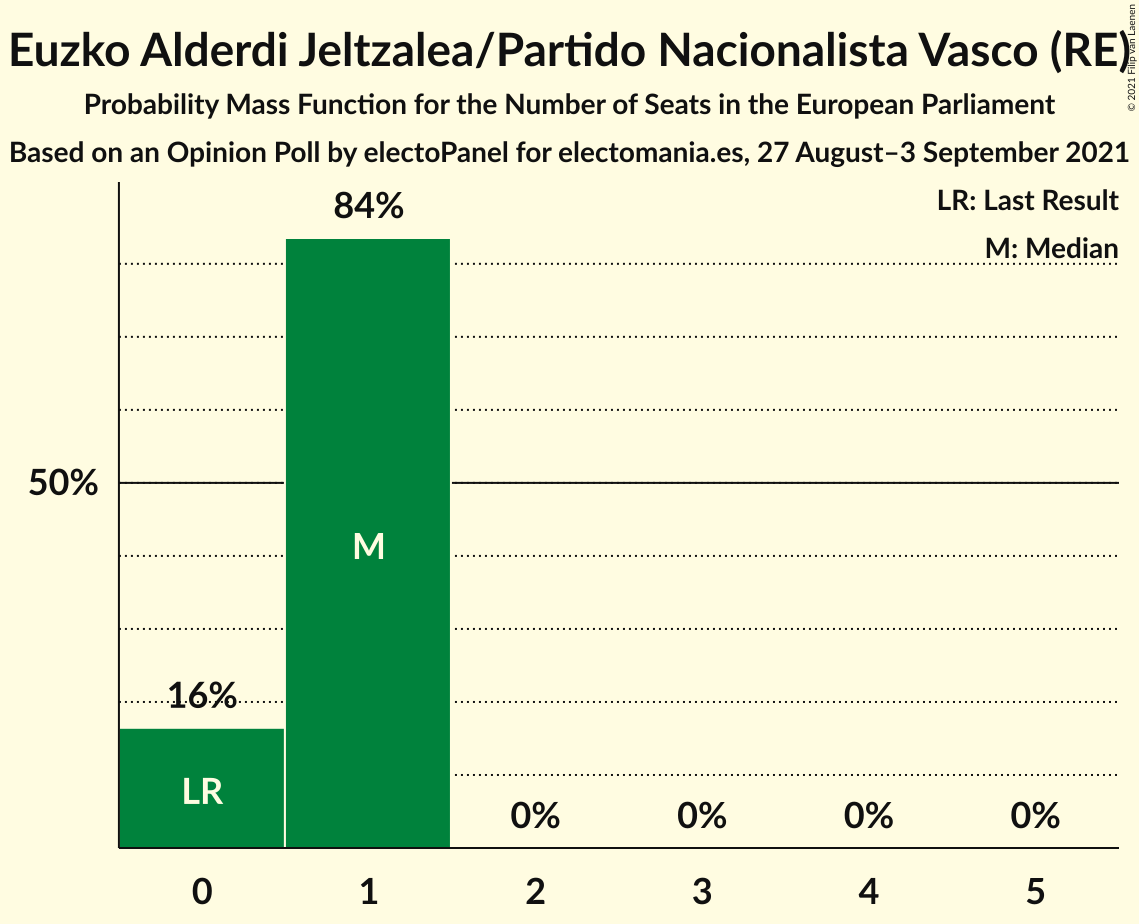 Euzko Alderdi Jeltzalea/Partido Nacionalista Vasco (RE)
Probability Mass Function for the Number of Seats in the European Parliament
Based on an Opinion Poll by electoPanel for electomania.es, 27 August–3 September 2021
© 2021 Filip van Laenen
LR: Last Result
M: Median
84%
50%
M
16%
LR
0% 0% 0% 0%
0 1 2 3 4 5